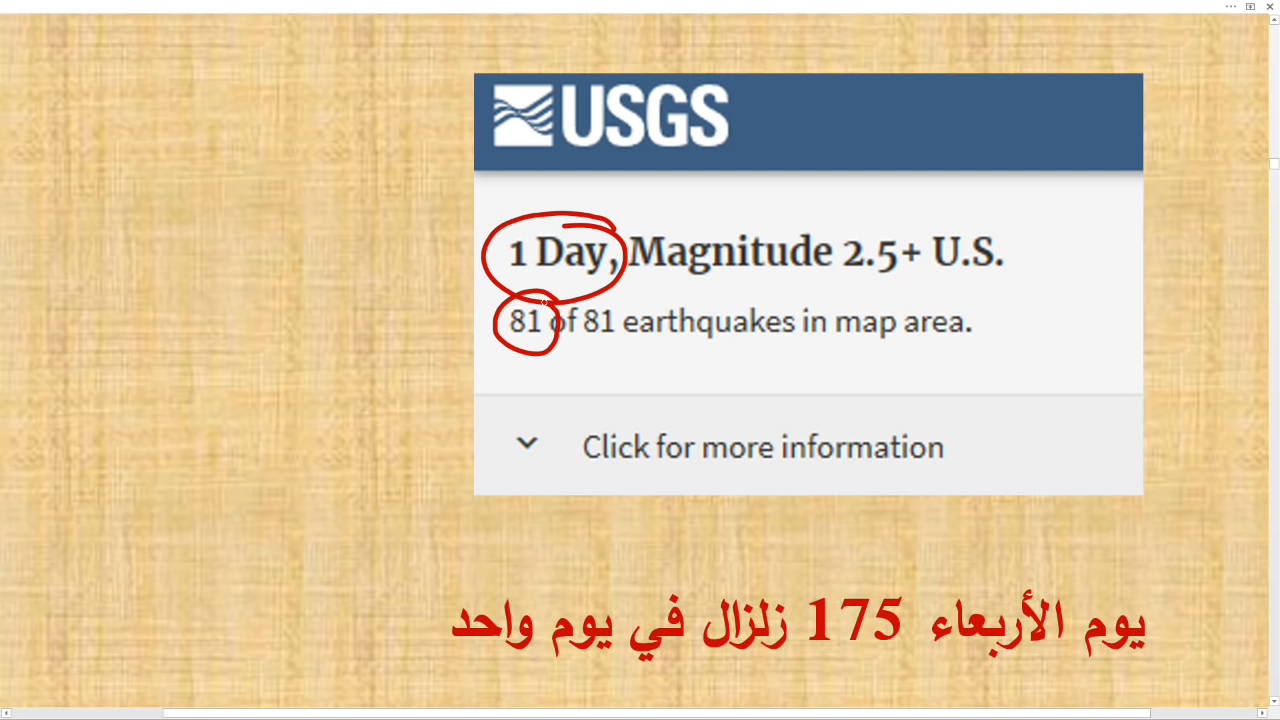 USGS
1 Day, Magnitude 2.5+ U.S.
81 of 81 earthquakes in map area.
Click for more information
يوم الأربعاء 175 زلزال في يوم واحد